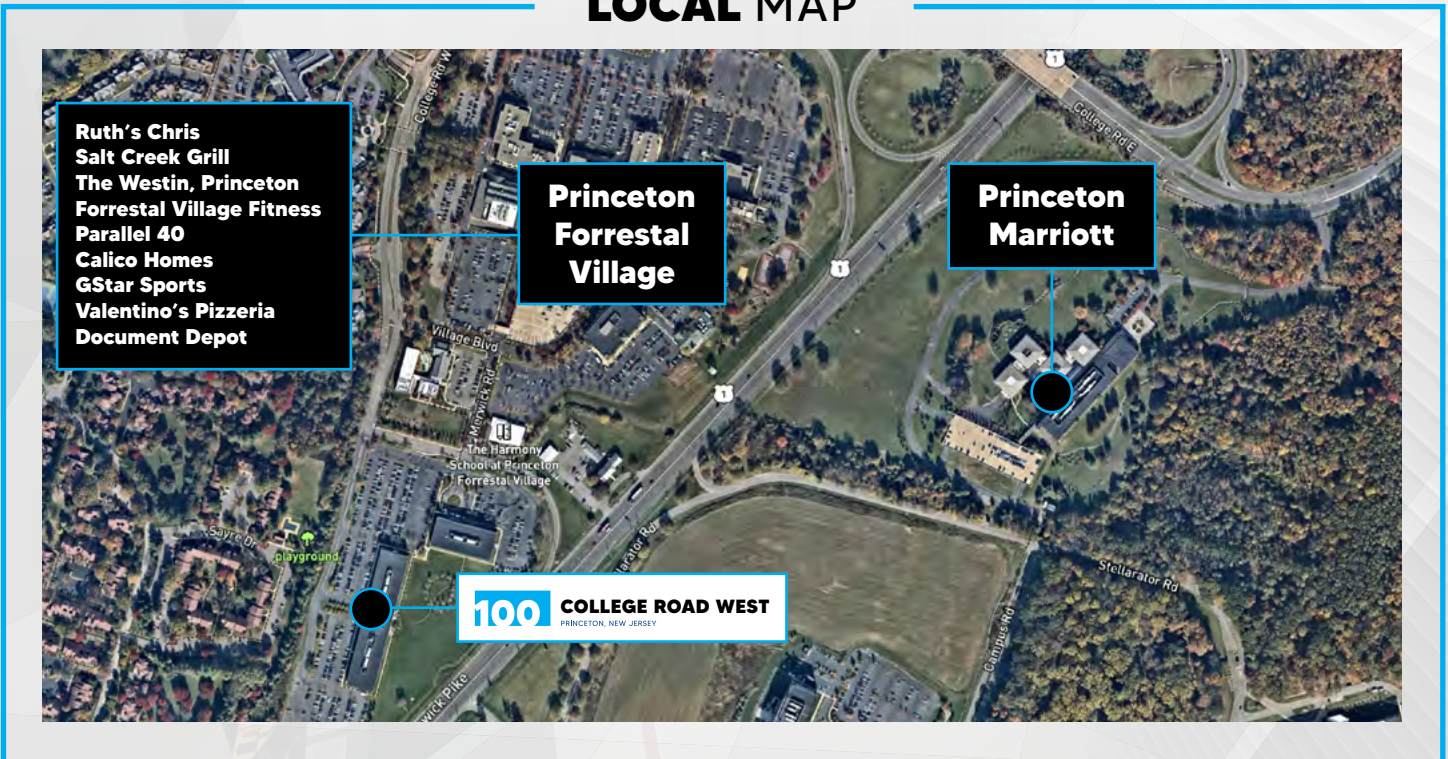 LOCAL MAP
1
College Rd W
College Rd E
Ruth's Chris
Salt Creek Grill
The Westin, Princeton
Forrestal Village Fitness
Parallel 40
Calico Homes
GStar Sports
Valentino's Pizzeria
Document Depot
Princeton
Forrestal
Village
Princeton
Marriott
1
Village Blvd
1
Merwick Rd
The Harmony
School at Princeton
Forrestal Village
Sayre Dr
playground
larator Rd
Stellarator Rd
100 COLLEGE ROAD WEST
PRINCETON, NEW JERSEY
Campus Rd
wick Pike